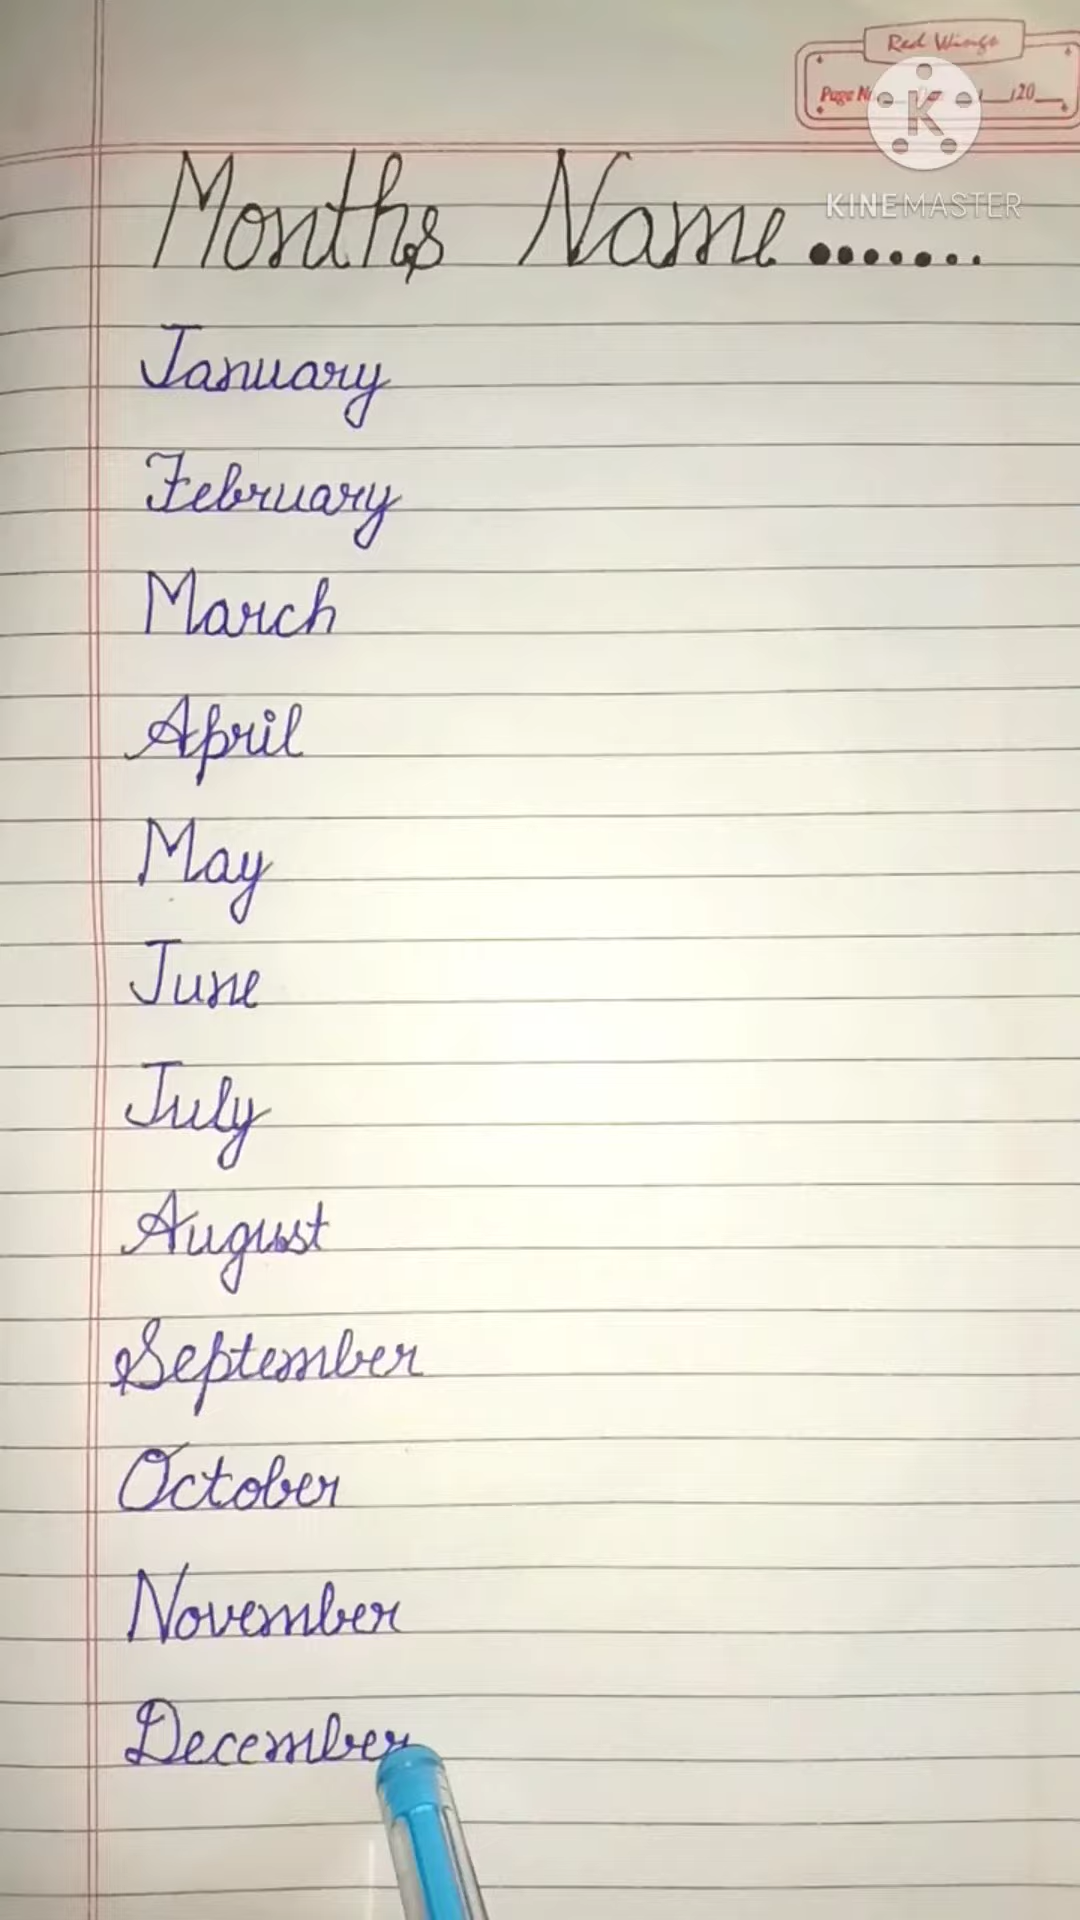 Red Wings
Page No.
/20
K
KINEMASTER
Months Name.......
January
February
March
April
May
June
July
August
September
October
November
December